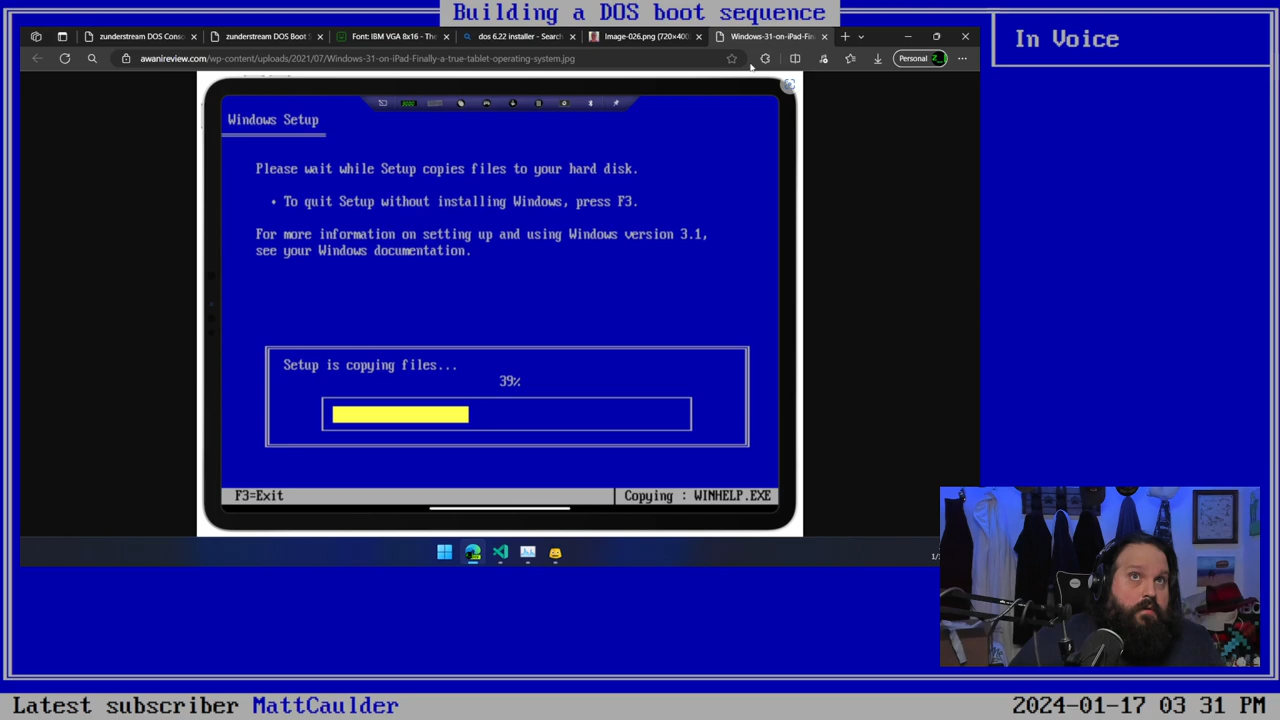 Building a DOS boot sequence
In Voice
zunderstream DOS Conso
zunderstream DOS Boot S
Font: IBM VGA 8x16 - The
dos 6.22 installer - Search
Image-026.png (720×400
Windows-31-on-iPad-Fin
awanireview.com/wp-content/uploads/2021/07/Windows-31-on-iPad-Finally-a-true-tablet-operating-system.jpg
Personal
Windows Setup
Please wait while Setup copies files to your hard disk.
• To quit Setup without installing Windows, press F3.
For more information on setting up and using Windows version 3.1,
see your Windows documentation.
Setup is copying files...
39%
F3=Exit
Copying : WINHELP.EXE
Latest subscriber MattCaulder
2024-01-17 03 31 PM